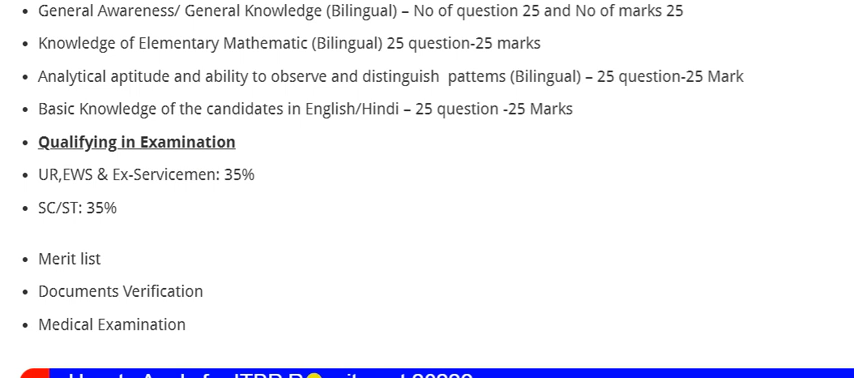 General Awareness/ General Knowledge (Bilingual) – No of question 25 and No of marks 25
Knowledge of Elementary Mathematic (Bilingual) 25 question-25 marks
Analytical aptitude and ability to observe and distinguish pattems (Bilingual) – 25 question-25 Mark
Basic Knowledge of the candidates in English/Hindi – 25 question -25 Marks
Qualifying in Examination
UR,EWS & Ex-Servicemen: 35%
SC/ST: 35%
Merit list
Documents Verification
Medical Examination